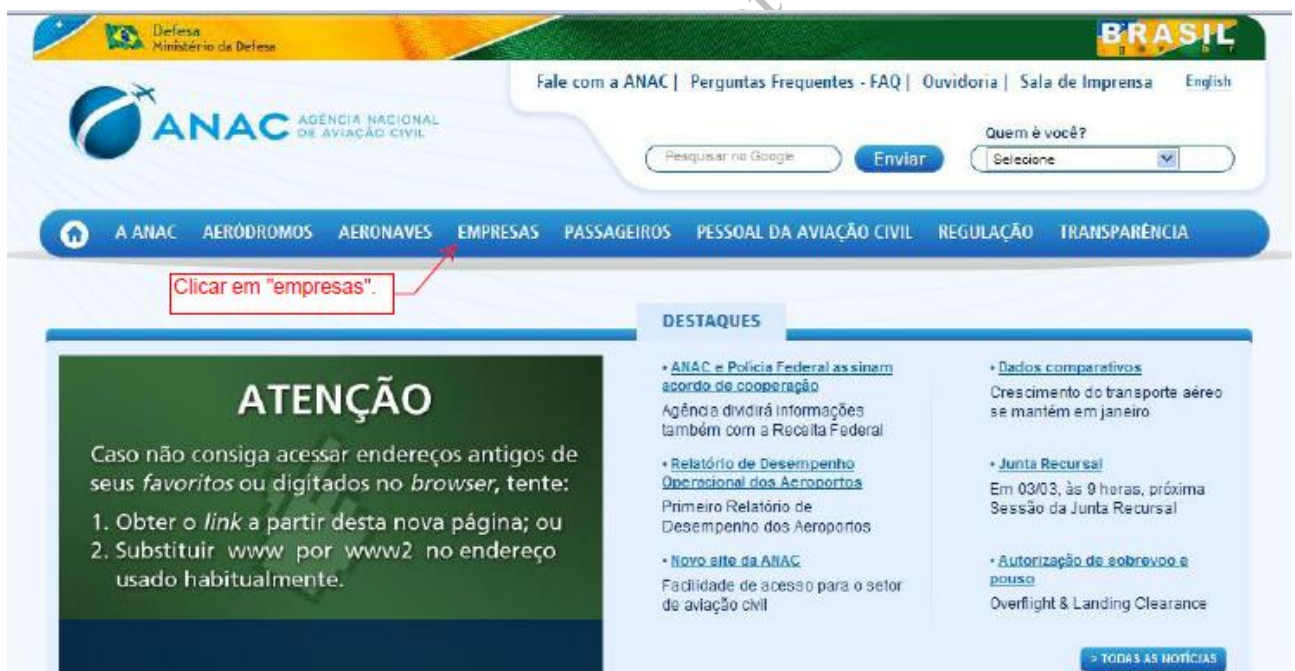 Defesa
Ministério da Defesa
BRASIL
Fale com a ANAC | Perguntas Frequentes - FAQ | Ouvidoria | Sala de Imprensa English
ANAC AGÊNCIA NACIONAL
DE AVIAÇÃO CIVIL
Quem é você?
Pesquisar no Google Enviar Selecione
A ANAC AERÓDROMOS AERONAVES EMPRESAS PASSAGEIROS PESSOAL DA AVIAÇÃO CIVIL REGULAÇÃO TRANSPARÊNCIA
Clicar em "empresas".
DESTAQUES
ATENÇÃO
Caso não consiga acessar endereços antigos de
seus favoritos ou digitados no browser, tente:
1. Obter o link a partir desta nova página; ou
2. Substituir www por www2 no endereço
usado habitualmente.
• ANAC e Polícia Federal assinam
acordo de cooperação
Agência dividirá informações
também com a Receita Federal
• Relatório de Desempenho
Operacional dos Aeroportos
Primeiro Relatório de
Desempenho dos Aeroportos
• Novo site da ANAC
Facilidade de acesso para o setor
de aviação civil
• Dados comparativos
Crescimento do transporte aéreo
se mantém em janeiro
• Junta Recursal
Em 03/03, às 9 horas, próxima
Sessão da Junta Recursal
• Autorização de sobrevoo e
pouso
Overflight & Landing Clearance
> TODAS AS NOTÍCIAS